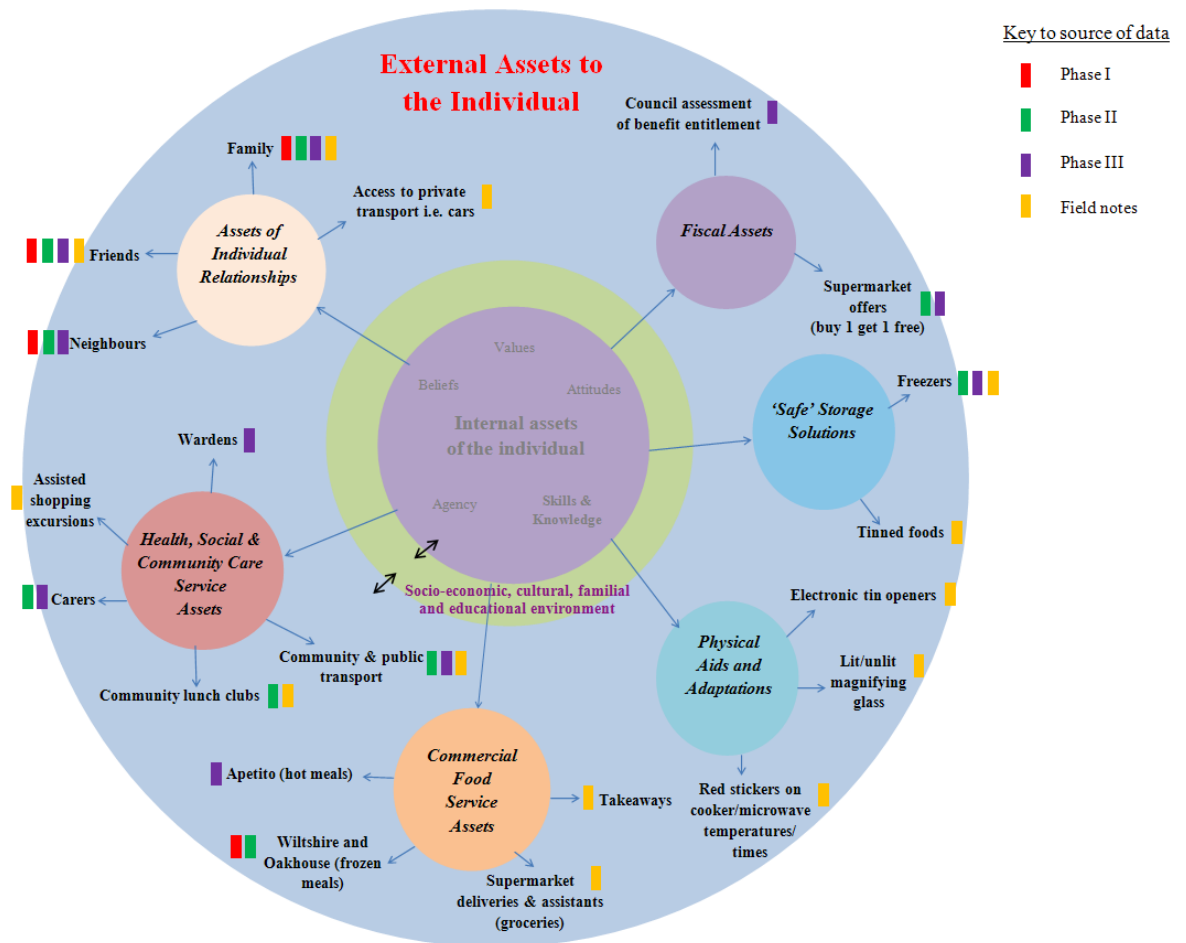 External Assets to
the Individual
Key to source of data
Phase I
Phase II
Phase III
Field notes
Council assessment
of benefit entitlement
Fiscal Assets
Supermarket
offers
(buy 1 get 1 free)
Family
Access to private
transport i.e. cars
Assets of
Individual
Relationships
Friends
Neighbours
Values
Beliefs
Attitudes
Internal assets
of the individual
Agency
Skills &
Knowledge
Socio-economic, cultural, familial
and educational environment
Freezers
‘Safe’ Storage
Solutions
Tinned foods
Wardens
Assisted
shopping
excursions
Health, Social &
Community Care
Service
Assets
Carers
Community & public
transport
Community lunch clubs
Electronic tin openers
Physical
Aids and
Adaptations
Lit/unlit
magnifying
glass
Red stickers on
cooker/microwave
temperatures/
times
Commercial
Food
Service
Assets
Apetito (hot meals)
Takeaways
Wiltshire and
Oakhouse (frozen
meals)
Supermarket
deliveries & assistants
(groceries)